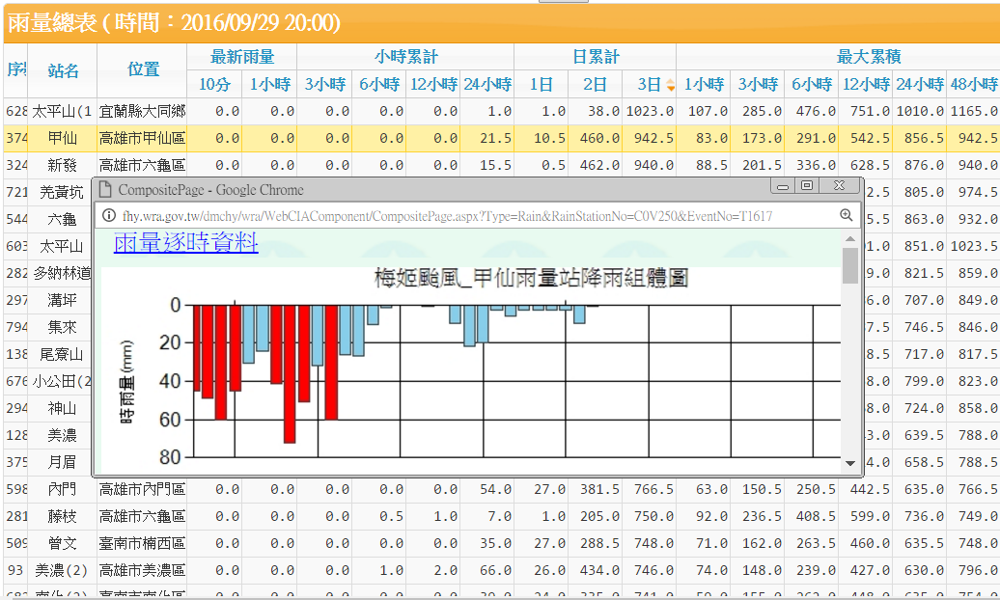 雨量總表 ( 時間：2016/09/29 20:00)
站名 位置 最新雨量 小時累計 日累計 最大累積
10分 1小時 3小時 6小時 12小時 24小時 1日 2日 3日 1小時 3小時 6小時 12小時 24小時 48小時
628 太平山(1 宜蘭縣大同鄉 0.0 0.0 0.0 0.0 0.0 1.0 1.0 38.0 1023.0 107.0 285.0 476.0 751.0 1010.0 1165.0
374 甲仙 高雄市甲仙區 0.0 0.0 0.0 0.0 0.0 21.5 10.5 460.0 942.5 83.0 173.0 291.0 542.5 856.5 942.5
324 新發 高雄市六龜區 0.0 0.0 0.0 0.0 0.0 15.5 0.5 462.0 940.0 88.5 201.5 336.0 628.5 876.0 940.0
721 羌黃坑 2.5 805.0 974.5
544 六龜 5.5 863.0 932.0
603 太平山 1.0 851.0 1023.5
282 多納林道 9.0 821.5 859.0
297 溝坪 6.0 707.0 849.0
794 集來 7.5 746.5 846.0
138 尾寮山 8.5 717.0 817.5
676 小公田(2 8.0 799.0 823.0
294 神山 8.0 724.0 858.0
128 美濃 3.0 639.5 788.0
375 月眉 4.0 658.5 788.5
598 內門 高雄市內門區 0.0 0.0 0.0 0.0 0.0 54.0 27.0 381.5 766.5 63.0 150.5 250.5 442.5 635.0 766.5
281 藤枝 高雄市六龜區 0.0 0.0 0.0 0.5 1.0 7.0 1.0 205.0 750.0 92.0 236.5 408.5 599.0 736.0 749.0
509 曾文 臺南市楠西區 0.0 0.0 0.0 0.0 0.0 35.0 27.0 288.5 748.0 71.0 162.0 263.5 460.0 635.5 748.0
93 美濃(2) 高雄市美濃區 0.0 0.0 0.0 1.0 2.0 66.0 26.0 434.0 746.0 74.0 148.0 239.0 427.0 630.0 796.0
CompositePage - Google Chrome
fhy.wra.gov.tw/dmchy/wra/WebCIAComponent/CompositePage.aspx?Type=Rain&RainStationNo=C0V250&EventNo=T1617
雨量逐時資料
梅姬颱風_甲仙雨量站降雨組體圖
時雨量(mm)
0
20
40
60
80